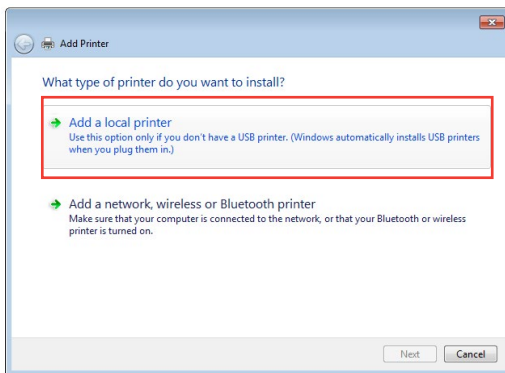 Add Printer
What type of printer do you want to install?
Add a local printer
Use this option only if you don't have a USB printer. (Windows automatically installs USB printers
when you plug them in.)
Add a network, wireless or Bluetooth printer
Make sure that your computer is connected to the network, or that your Bluetooth or wireless
printer is turned on.
Next Cancel